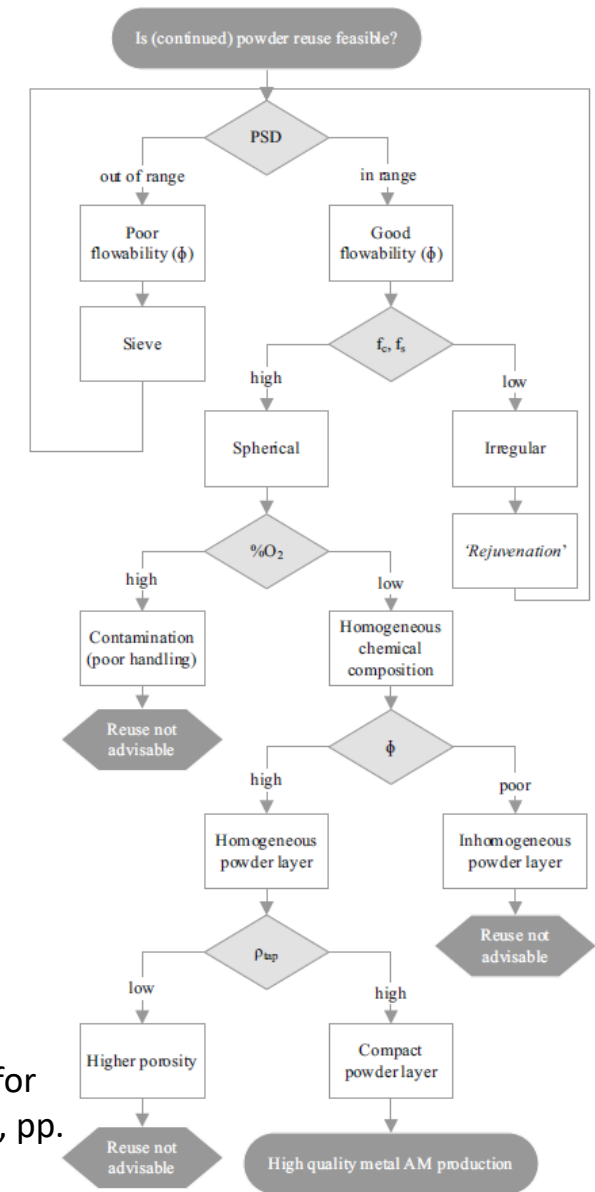 Is (continued) powder reuse feasible?
PSD
out of range
in range
Poor
flowability (ϕ)
Good
flowability (ϕ)
Sieve
f_c, f_s
high
low
Spherical
Irregular
%O₂
'Rejuvenation'
high
low
Contamination
(poor handling)
Homogeneous
chemical
composition
Reuse not
advisable
ϕ
high
poor
Homogeneous
powder layer
Inhomogeneous
powder layer
Reuse not
advisable
ρ_tap
low
high
Higher porosity
Compact
powder layer
for
, pp.
Reuse not
advisable
High quality metal AM production